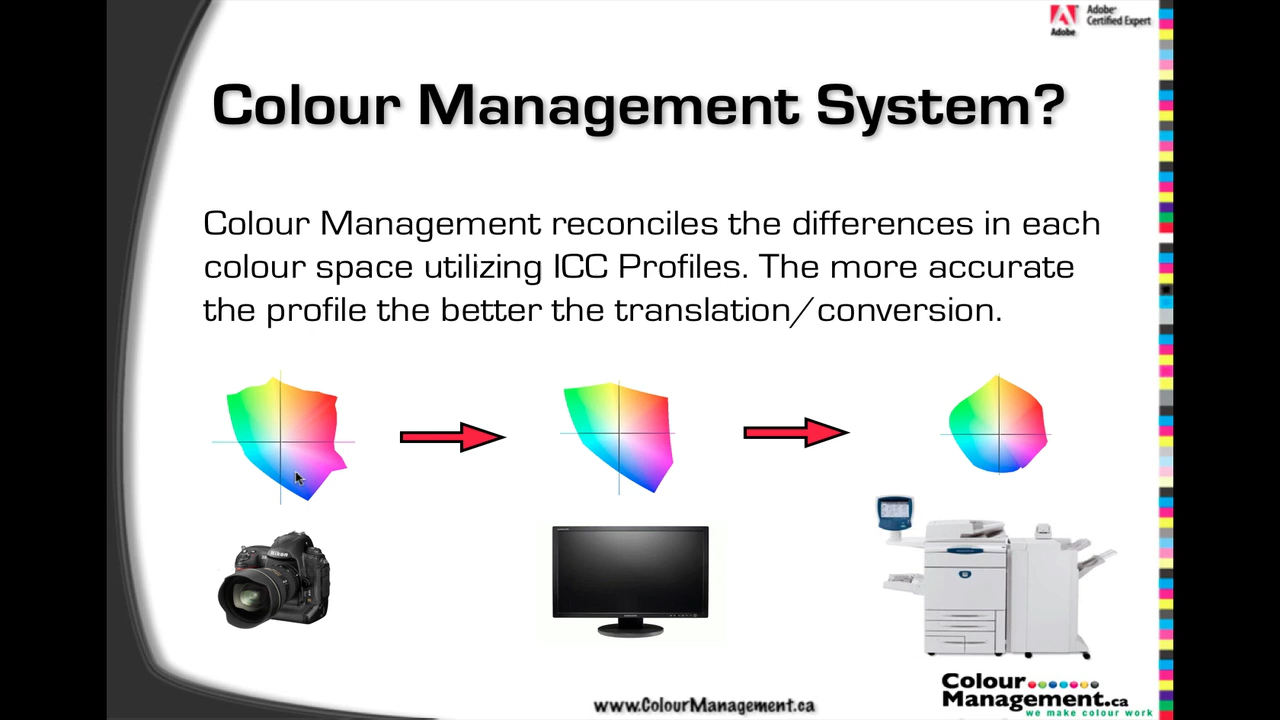 Adobe
Adobe®
Certified Expert
Colour Management System?
Colour Management reconciles the differences in each
colour space utilizing ICC Profiles. The more accurate
the profile the better the translation/conversion.
Nikon
www.ColourManagement.ca
Colour
Management.ca
we make colour work